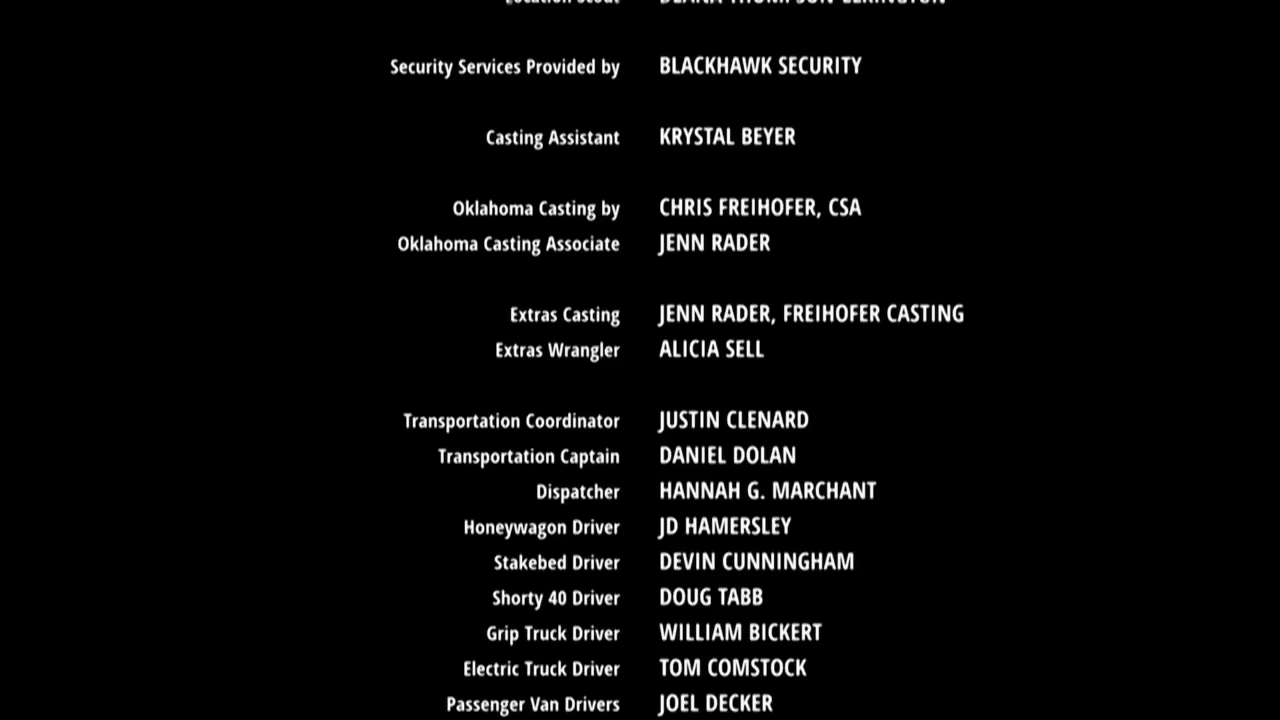 Security Services Provided by BLACKHAWK SECURITY
Casting Assistant KRYSTAL BEYER
Oklahoma Casting by CHRIS FREIHOFER, CSA
Oklahoma Casting Associate JENN RADER
Extras Casting JENN RADER, FREIHOFER CASTING
Extras Wrangler ALICIA SELL
Transportation Coordinator JUSTIN CLENARD
Transportation Captain DANIEL DOLAN
Dispatcher HANNAH G. MARCHANT
Honeywagon Driver JD HAMERSLEY
Stakebed Driver DEVIN CUNNINGHAM
Shorty 40 Driver DOUG TABB
Grip Truck Driver WILLIAM BICKERT
Electric Truck Driver TOM COMSTOCK
Passenger Van Drivers JOEL DECKER